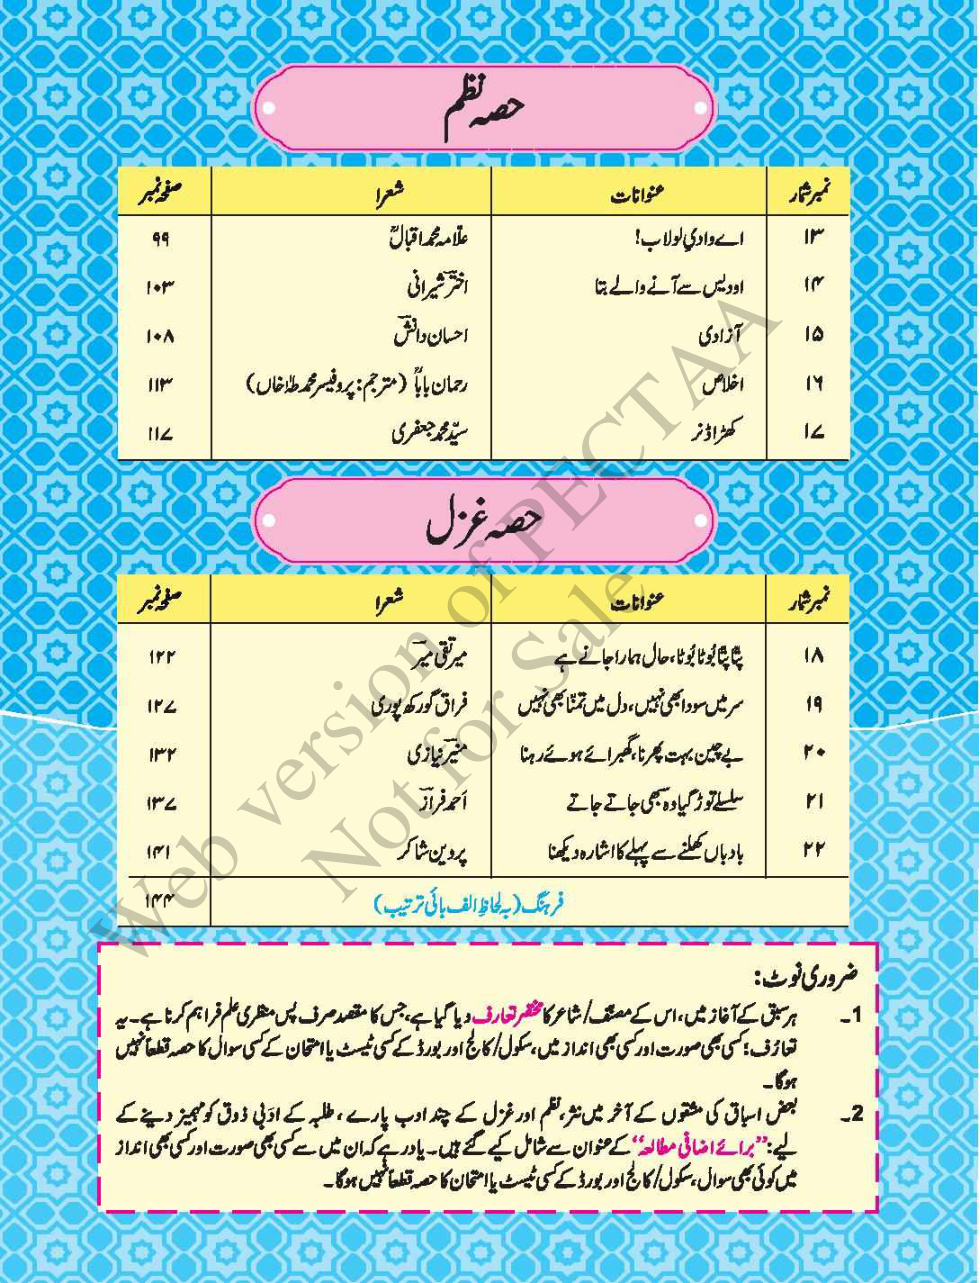 حصہ نظم
نمبر شمار عنوانات شعرا صفحہ نمبر
۱۳ اے وادیِ لولاب! علّامہ محمد اقبالؒ ۹۹
۱۴ او دیس سے آنے والے بتا اخترؔ شیرانی ۱۰۳
۱۵ آزادی احسان دانشؔ ۱۰۸
۱۶ اخلاص رحمان باباؒ (مترجم: پروفیسر محمد طٰہٰ خاں) ۱۱۳
۱۷ کھڑا ڈنر سیّد محمد جعفری ۱۱۷
حصہ غزل
نمبر شمار عنوانات شعرا صفحہ نمبر
۱۸ پتّا پتّا بُوٹا بُوٹا، حال ہمارا جانے ہے میر تقی میرؔ ۱۲۲
۱۹ سر میں سودا بھی نہیں، دل میں تمنّا بھی نہیں فراق گورکھ پوری ۱۲۷
۲۰ بے چین بہت پھرنا، گھبرائے ہوئے رہنا منیرؔ نیازی ۱۳۲
۲۱ سلسلے توڑ گیا وہ سبھی جاتے جاتے احمد فرازؔ ۱۳۷
۲۲ بادباں کھلنے سے پہلے کا اشارہ دیکھنا پروین شاکر ۱۴۱
فرہنگ (بہ لحاظِ الف بائی ترتیب) ۱۴۴
ضروری نوٹ:
1۔ ہر سبق کے آغاز میں، اس کے مصنّف/ شاعر کا مختصر تعارف دیا گیا ہے، جس کا مقصد صرف پس منظری علم فراہم کرنا ہے۔ یہ
تعارُف؛ کسی بھی صورت اور کسی بھی انداز میں، سکول/ کالج اور بورڈ کے کسی ٹیسٹ یا امتحان کے کسی سوال کا حصہ قطعاً نہیں
ہوگا۔
2۔ بعض اسباق کی مشقوں کے آخر میں نثر، نظم اور غزل کے چند ادب پارے، طلبہ کے ادَبی ذوق کو مہمیز دینے کے
لیے: ”برائے اضافی مطالعہ“ کے عنوان سے شامل کیے گئے ہیں۔ یاد رہے کہ ان میں سے کسی بھی صورت اور کسی بھی انداز
میں کوئی بھی سوال، سکول/ کالج اور بورڈ کے کسی ٹیسٹ یا امتحان کا حصہ قطعاً نہیں ہوگا۔
Web version of PECTAA
Not for Sale